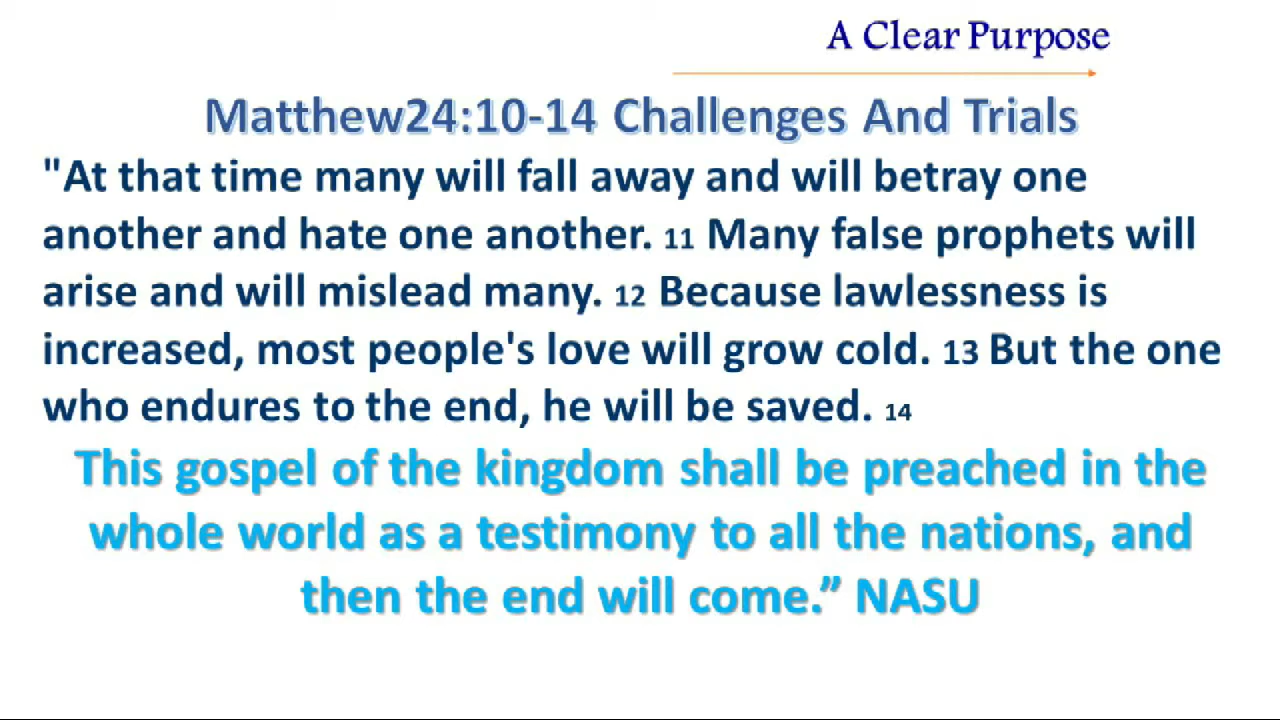 A Clear Purpose
Matthew24:10-14 Challenges And Trials
"At that time many will fall away and will betray one
another and hate one another. 11 Many false prophets will
arise and will mislead many. 12 Because lawlessness is
increased, most people's love will grow cold. 13 But the one
who endures to the end, he will be saved. 14
This gospel of the kingdom shall be preached in the
whole world as a testimony to all the nations, and
then the end will come.” NASU